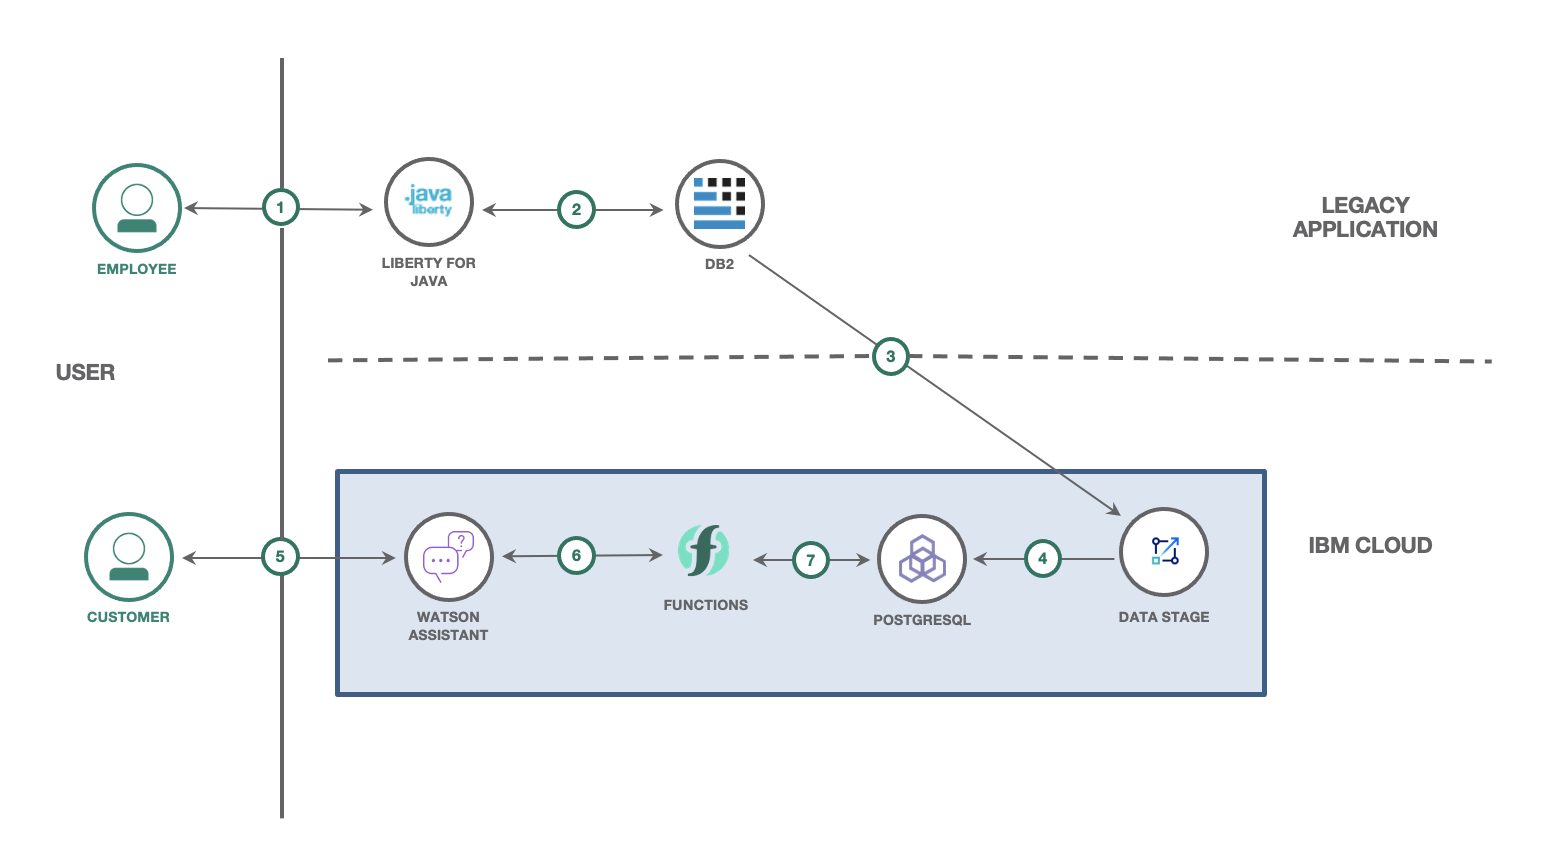 1
.java
liberty
2
EMPLOYEE
LIBERTY FOR
JAVA
DB2
LEGACY
APPLICATION
3
USER
5
?
6
7
4
IBM CLOUD
CUSTOMER
WATSON
ASSISTANT
FUNCTIONS
POSTGRESQL
DATA STAGE